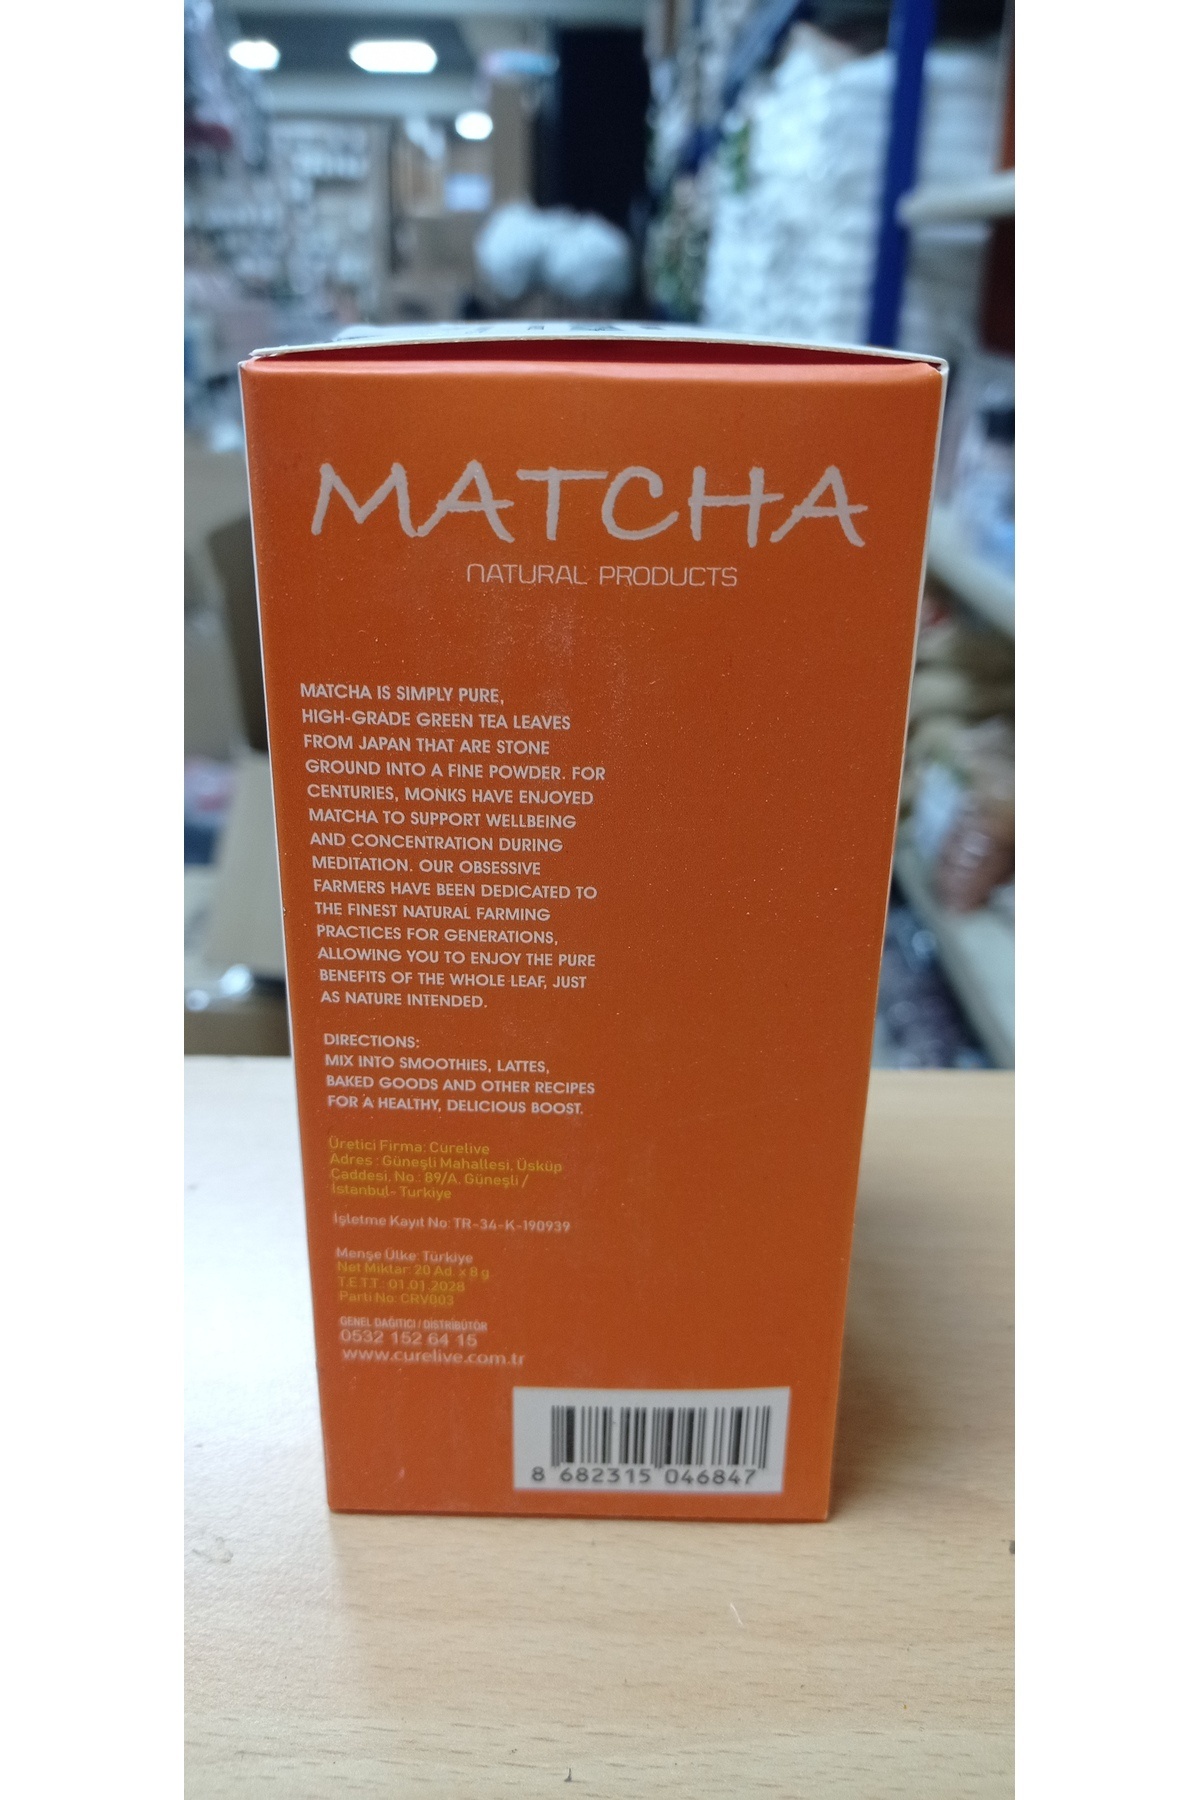 MATCHA
NATURAL PRODUCTS
MATCHA IS SIMPLY PURE,
HIGH-GRADE GREEN TEA LEAVES
FROM JAPAN THAT ARE STONE
GROUND INTO A FINE POWDER. FOR
CENTURIES, MONKS HAVE ENJOYED
MATCHA TO SUPPORT WELLBEING
AND CONCENTRATION DURING
MEDITATION. OUR OBSESSIVE
FARMERS HAVE BEEN DEDICATED TO
THE FINEST NATURAL FARMING
PRACTICES FOR GENERATIONS,
ALLOWING YOU TO ENJOY THE PURE
BENEFITS OF THE WHOLE LEAF, JUST
AS NATURE INTENDED.
DIRECTIONS:
MIX INTO SMOOTHIES, LATTES,
BAKED GOODS AND OTHER RECIPES
FOR A HEALTHY, DELICIOUS BOOST.
Üretici Firma: Curelive
Adres : Güneşli Mahallesi, Üsküp
Caddesi, No : 89/A, Güneşli /
İstanbul- Turkiye
İşletme Kayıt No: TR-34-K-190939
Menşe Ülke: Türkiye
Net Miktar: 20 Ad. x 8 g
T.E.T.T.: 01.01.2028
Parti No: CRV003
GENEL DAĞITICI / DİSTRİBÜTÖR
0532 152 64 15
www.curelive.com.tr
8 682315 046847